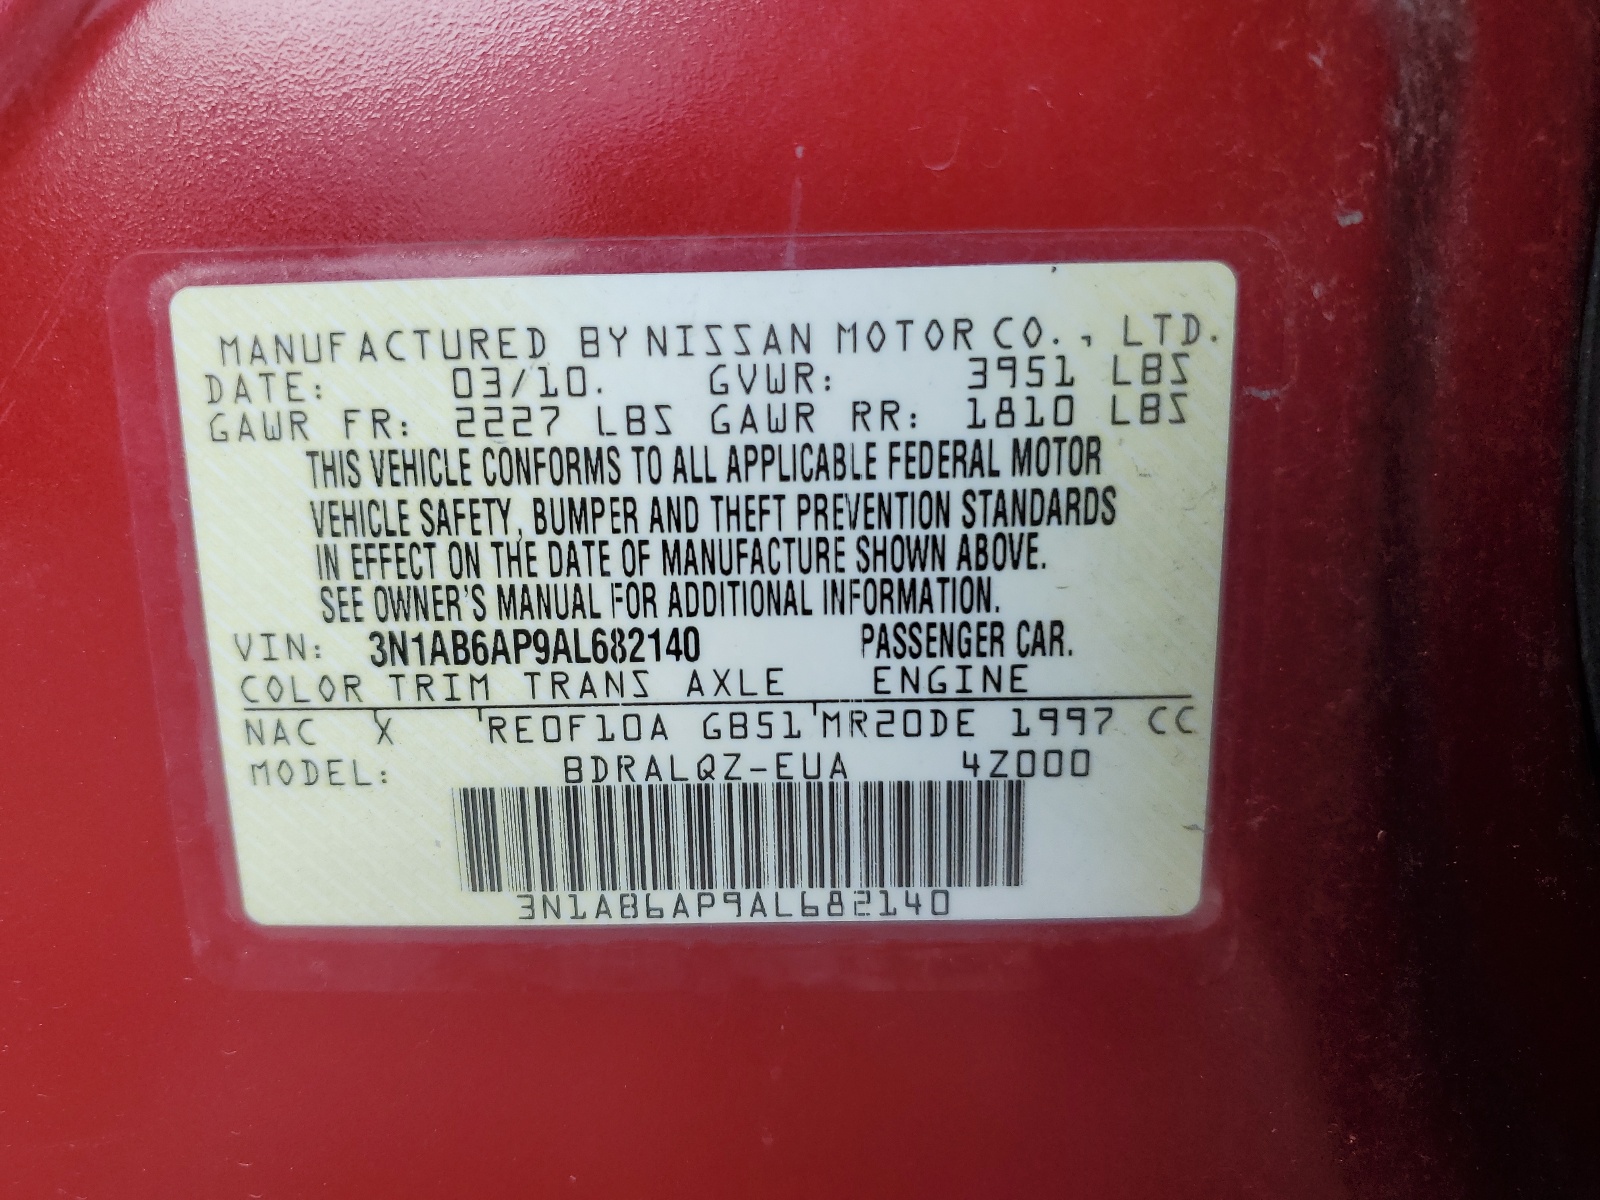 MANUFACTURED BY NISSAN MOTOR CO., LTD.
DATE: 03/10. GVWR: 3951 LBS
GAWR FR: 2227 LBS GAWR RR: 1810 LBS
THIS VEHICLE CONFORMS TO ALL APPLICABLE FEDERAL MOTOR
VEHICLE SAFETY, BUMPER AND THEFT PREVENTION STANDARDS
IN EFFECT ON THE DATE OF MANUFACTURE SHOWN ABOVE.
SEE OWNER'S MANUAL FOR ADDITIONAL INFORMATION.
VIN: 3N1AB6AP9AL682140 PASSENGER CAR.
COLOR TRIM TRANS AXLE ENGINE
NAC X RE0F10A GB51 MR20DE 1997 CC
MODEL: BDRALQZ-EUA 4Z000
3N1AB6AP9AL682140